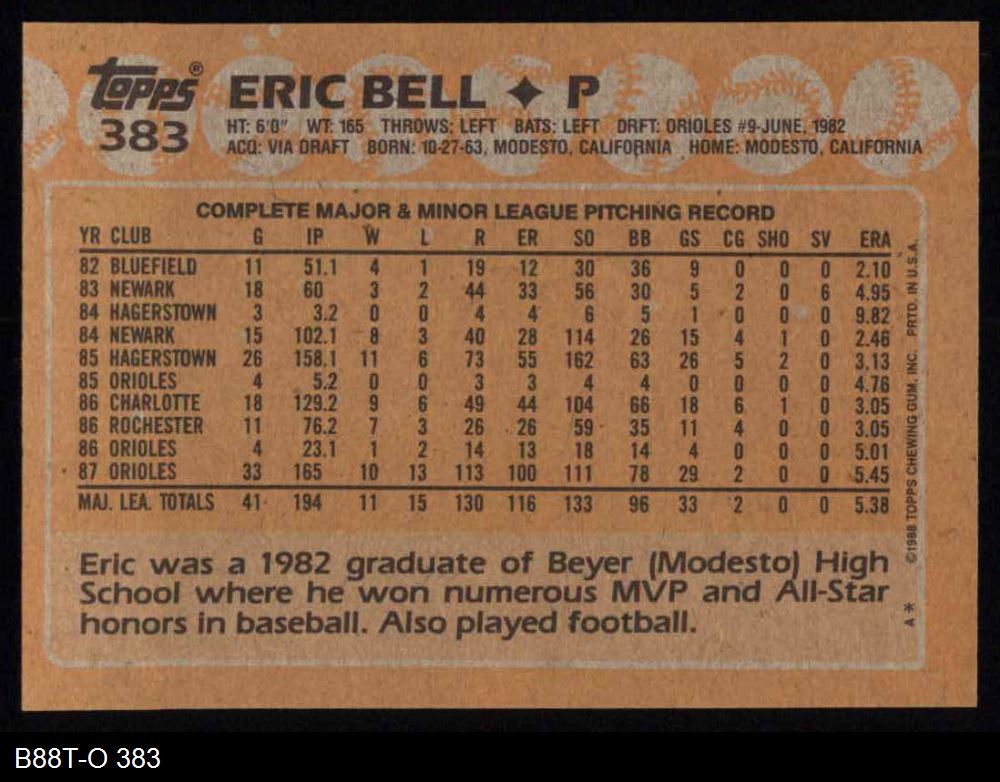 Topps® ERIC BELL ✦ P
383
HT: 6'0" WT: 165 THROWS: LEFT BATS: LEFT DRFT: ORIOLES #9-JUNE, 1982
ACQ: VIA DRAFT BORN: 10-27-63, MODESTO, CALIFORNIA HOME: MODESTO, CALIFORNIA
COMPLETE MAJOR & MINOR LEAGUE PITCHING RECORD
YR CLUB G IP W L R ER SO BB GS CG SHO SV ERA
82 BLUEFIELD 11 51.1 4 1 19 12 30 36 9 0 0 0 2.10
83 NEWARK 18 60 3 2 44 33 56 30 5 2 0 6 4.95
84 HAGERSTOWN 3 3.2 0 0 4 4 6 5 1 0 0 0 9.82
84 NEWARK 15 102.1 8 3 40 28 114 26 15 4 1 0 2.46
85 HAGERSTOWN 26 158.1 11 6 73 55 162 63 26 5 2 0 3.13
85 ORIOLES 4 5.2 0 0 3 3 4 4 0 0 0 0 4.76
86 CHARLOTTE 18 129.2 9 6 49 44 104 66 18 6 1 0 3.05
86 ROCHESTER 11 76.2 7 3 26 26 59 35 11 4 0 0 3.05
86 ORIOLES 4 23.1 1 2 14 13 18 14 4 0 0 0 5.01
87 ORIOLES 33 165 10 13 113 100 111 78 29 2 0 0 5.45
MAJ. LEA. TOTALS 41 194 11 15 130 116 133 96 33 2 0 0 5.38
Eric was a 1982 graduate of Beyer (Modesto) High
School where he won numerous MVP and All-Star
honors in baseball. Also played football.
A* ©1988 TOPPS CHEWING GUM, INC. PRTD. IN U.S.A.
B88T-O 383